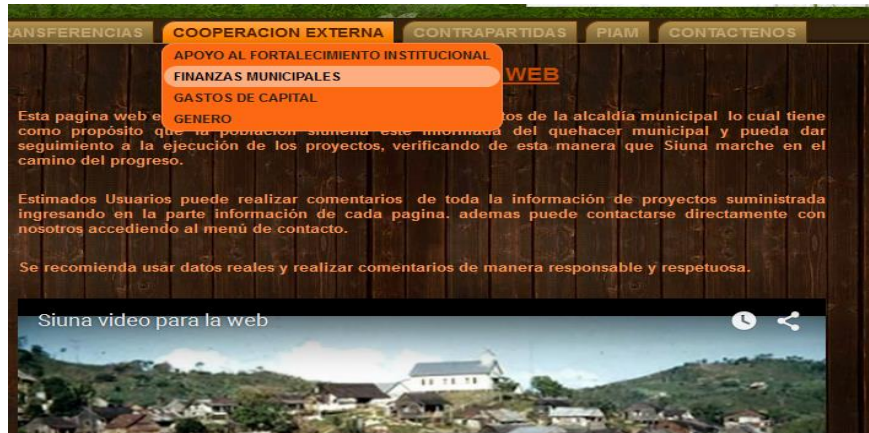 ANSFERENCIAS COOPERACION EXTERNA CONTRAPARTIDAS PIAM CONTACTENOS
APOYO AL FORTALECIMIENTO INSTITUCIONAL
FINANZAS MUNICIPALES
GASTOS DE CAPITAL
GENERO
WEB
Esta pagina web e tos de la alcaldía municipal lo cual tiene
como propósito que la población siuneña este informada del quehacer municipal y pueda dar
seguimiento a la ejecución de los proyectos, verificando de esta manera que Siuna marche en el
camino del progreso.
Estimados Usuarios puede realizar comentarios de toda la información de proyectos suministrada
ingresando en la parte información de cada pagina. ademas puede contactarse directamente con
nosotros accediendo al menú de contacto.
Se recomienda usar datos reales y realizar comentarios de manera responsable y respetuosa.
Siuna video para la web